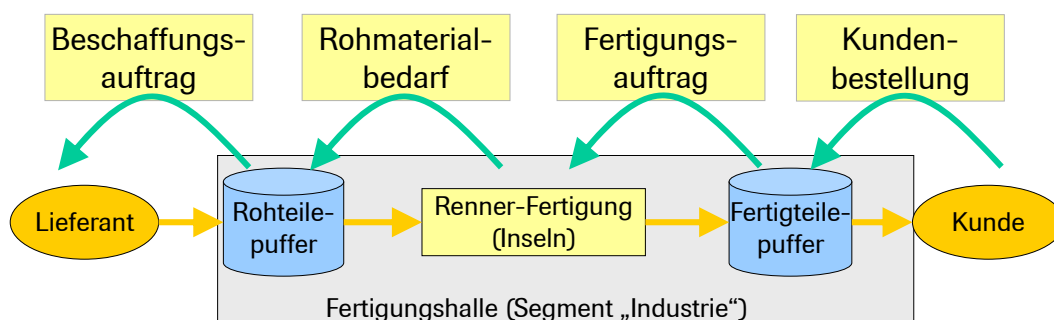 Beschaffungs-
auftrag
Rohmaterial-
bedarf
Fertigungs-
auftrag
Kunden-
bestellung
Lieferant
Rohteile-
puffer
Renner-Fertigung
(Inseln)
Fertigteile-
puffer
Kunde
Fertigungshalle (Segment „Industrie“)